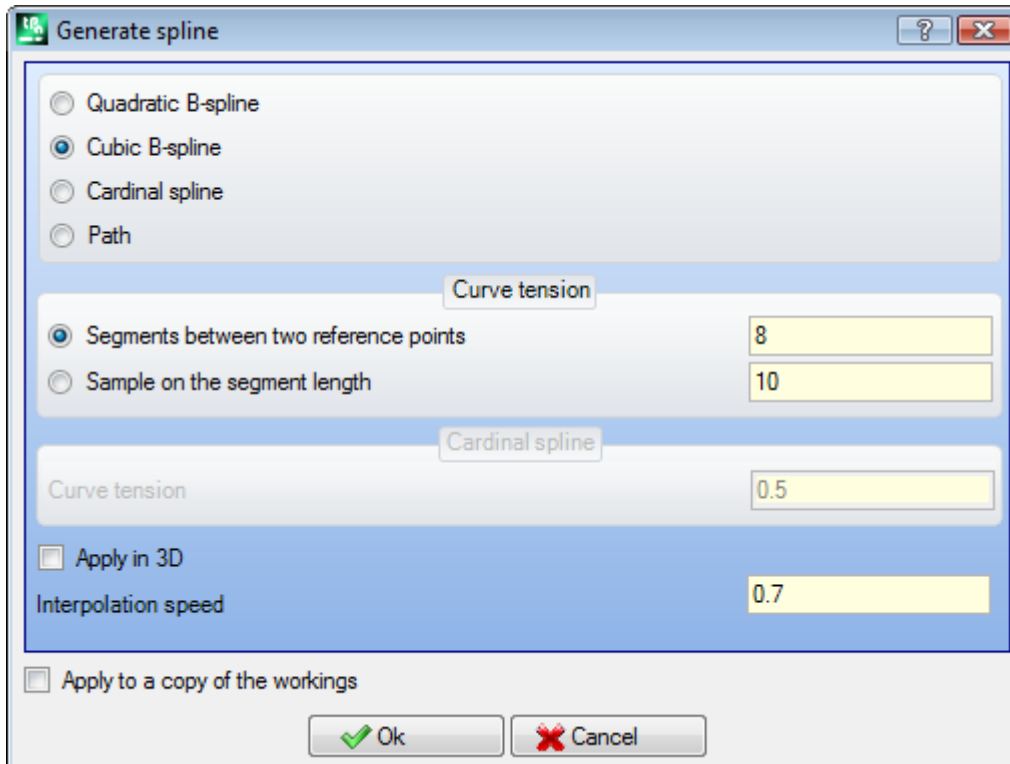 Generate spline
Quadratic B-spline
Cubic B-spline
Cardinal spline
Path
Curve tension
Segments between two reference points 8
Sample on the segment length 10
Cardinal spline
Curve tension 0.5
Apply in 3D
Interpolation speed 0.7
Apply to a copy of the workings
Ok Cancel